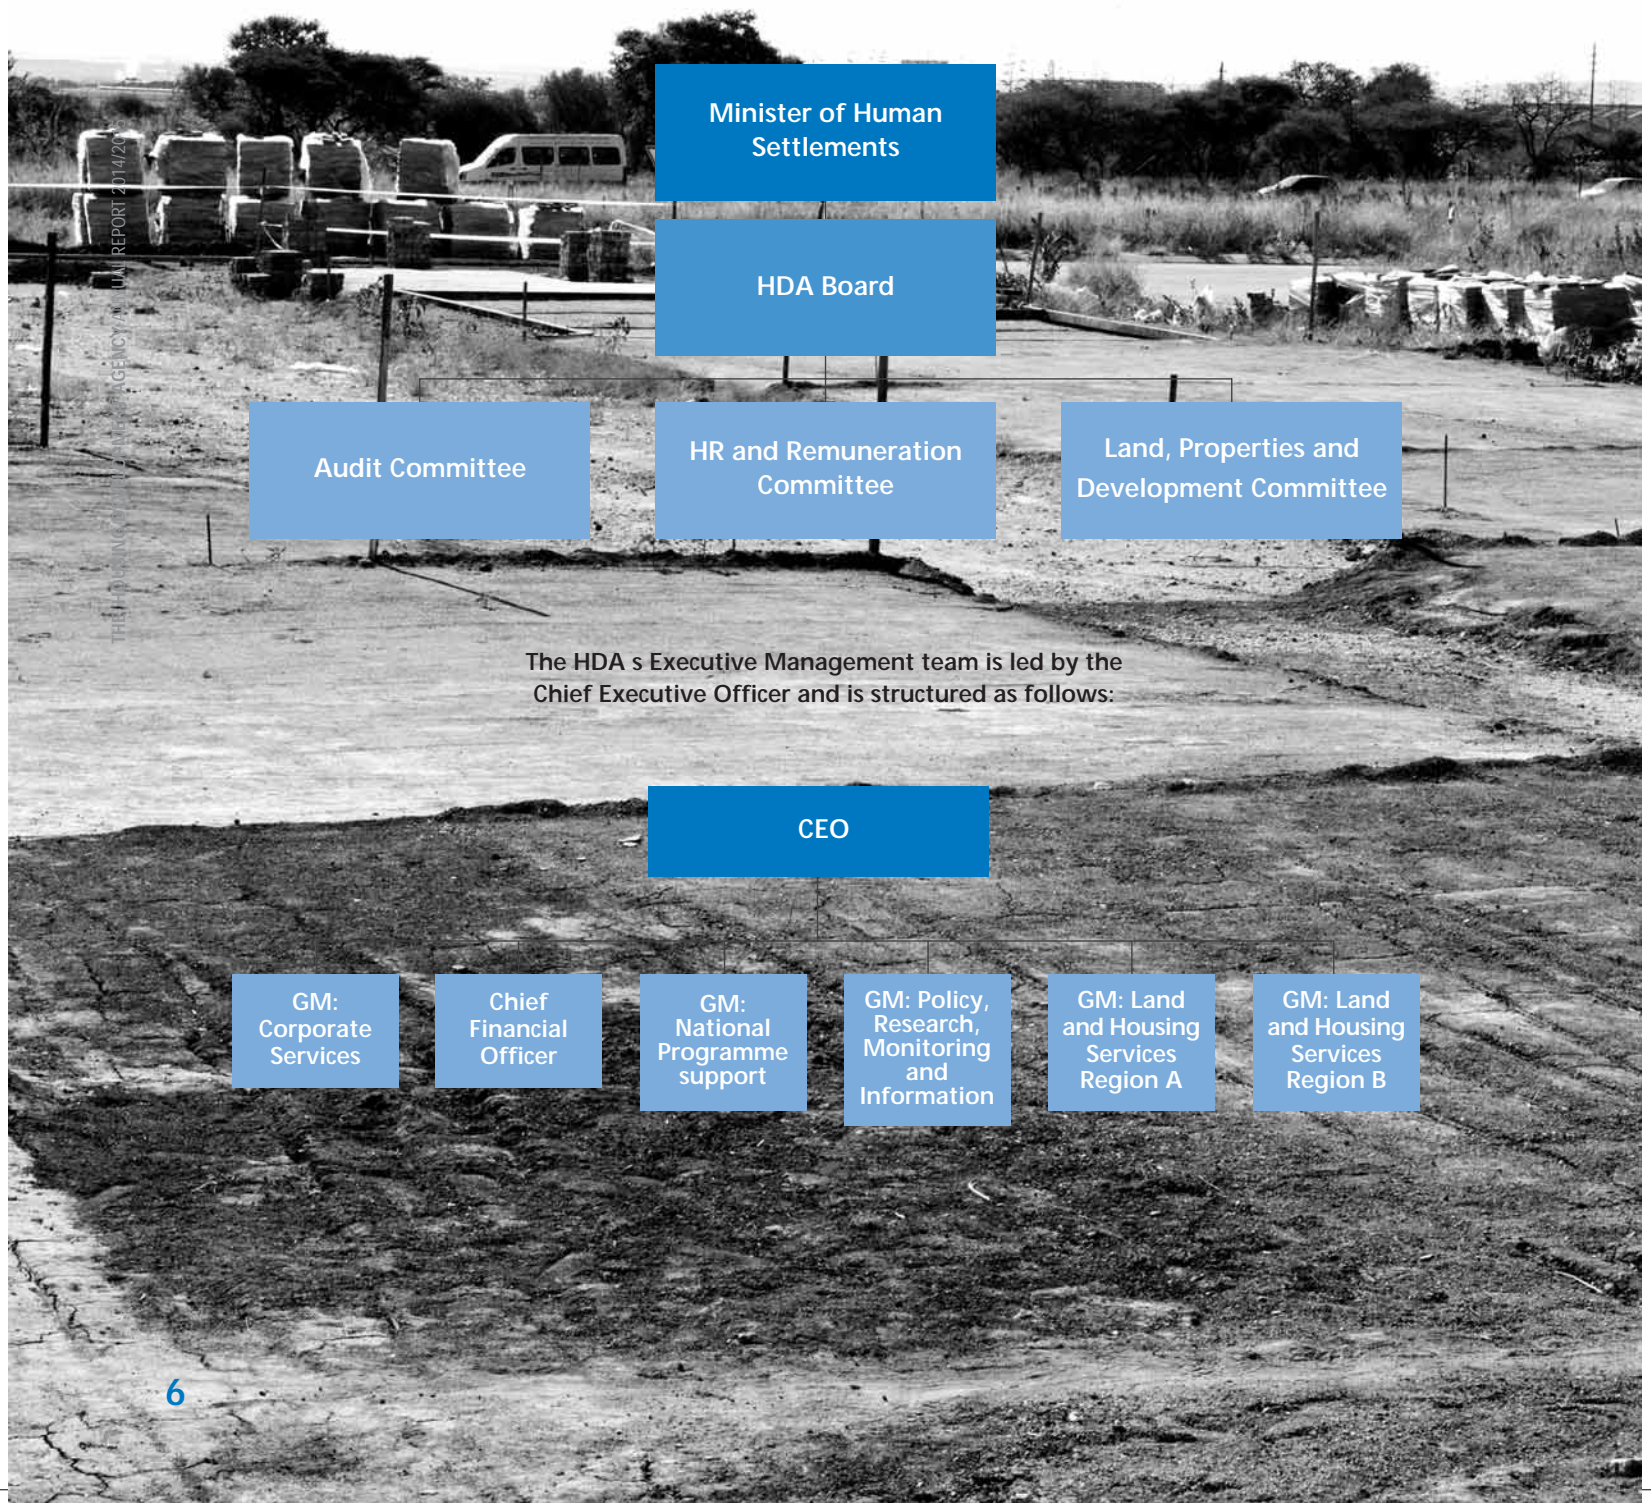 Minister of Human
Settlements
HDA Board
Audit Committee
HR and Remuneration
Committee
Land, Properties and
Development Committee
The HDA s Executive Management team is led by the
Chief Executive Officer and is structured as follows:
CEO
GM:
Corporate
Services
Chief
Financial
Officer
GM:
National
Programme
support
GM: Policy,
Research,
Monitoring
and
Information
GM: Land
and Housing
Services
Region A
GM: Land
and Housing
Services
Region B
6
REPORT 2014/